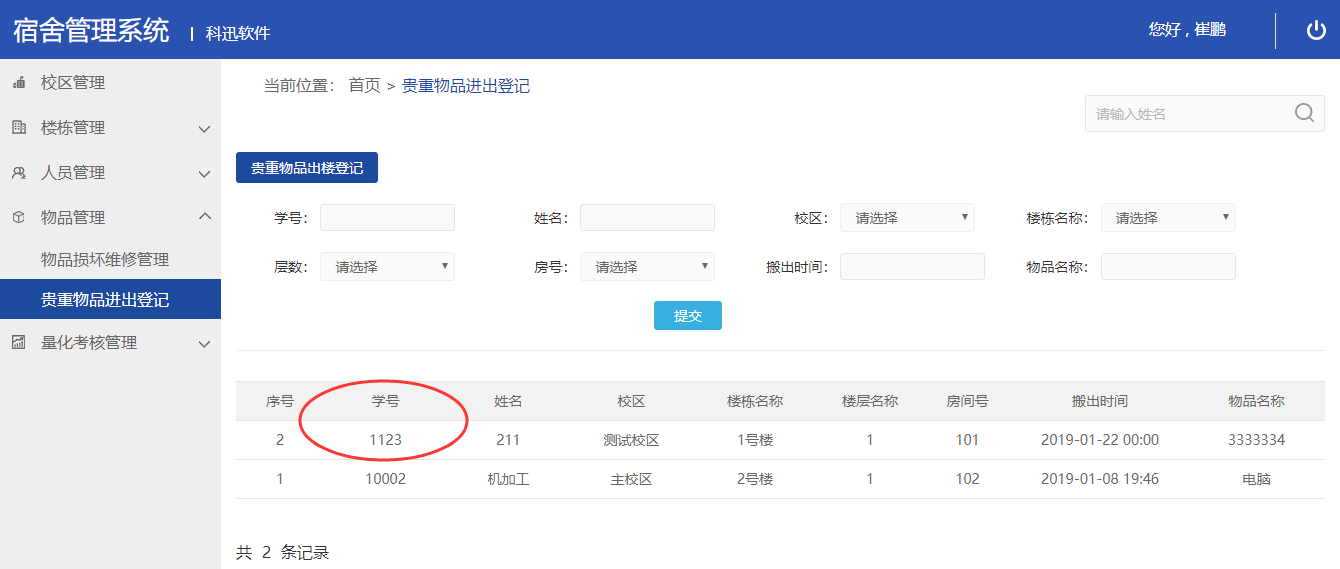 宿舍管理系统 | 科迅软件
您好 , 崔鹏
校区管理
楼栋管理
人员管理
物品管理
物品损坏维修管理
贵重物品进出登记
量化考核管理
当前位置： 首页 > 贵重物品进出登记
请输入姓名
贵重物品出楼登记
学号： 姓名： 校区： 请选择 楼栋名称： 请选择
层数： 请选择 房号： 请选择 搬出时间： 物品名称：
提交
序号 学号 姓名 校区 楼栋名称 楼层名称 房间号 搬出时间 物品名称
2 1123 211 测试校区 1号楼 1 101 2019-01-22 00:00 3333334
1 10002 机加工 主校区 2号楼 1 102 2019-01-08 19:46 电脑
共 2 条记录